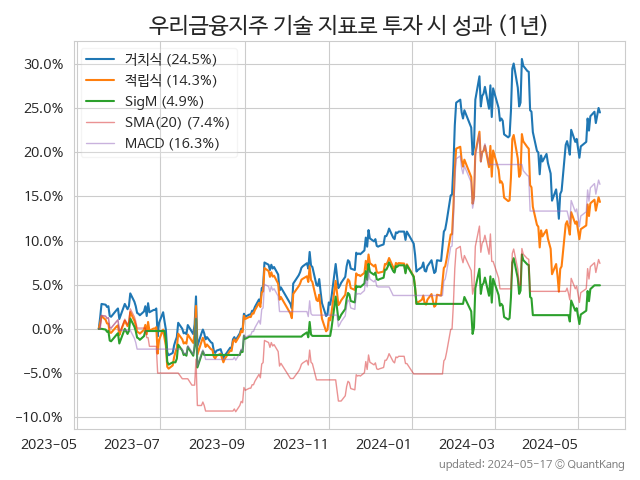 우리금융지주 기술 지표로 투자 시 성과 (1년)
거치식 (24.5%)
적립식 (14.3%)
SigM (4.9%)
SMA(20) (7.4%)
MACD (16.3%)
30.0%
25.0%
20.0%
15.0%
10.0%
5.0%
0.0%
−5.0%
−10.0%
2023-05 2023-07 2023-09 2023-11 2024-01 2024-03 2024-05
updated: 2024-05-17 © QuantKang